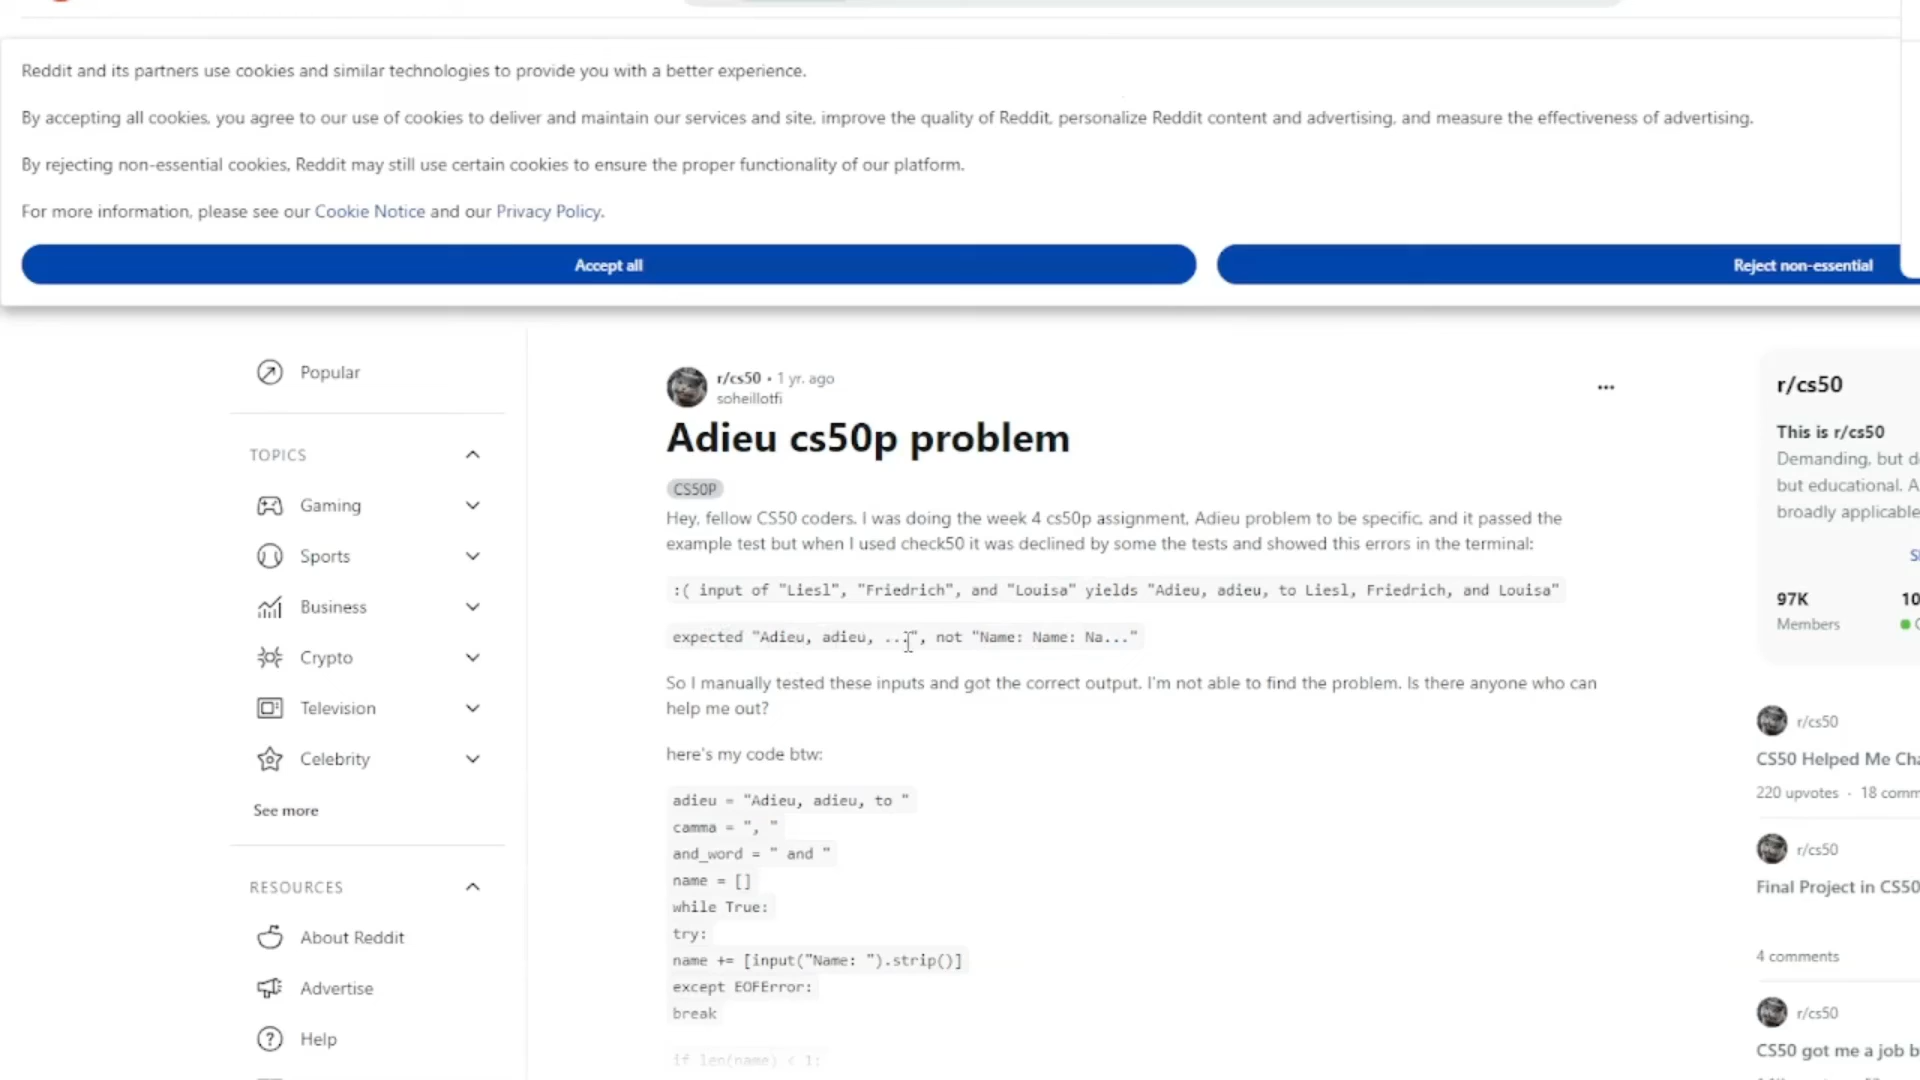 Reddit and its partners use cookies and similar technologies to provide you with a better experience.
By accepting all cookies, you agree to our use of cookies to deliver and maintain our services and site, improve the quality of Reddit, personalize Reddit content and advertising, and measure the effectiveness of advertising.
By rejecting non-essential cookies, Reddit may still use certain cookies to ensure the proper functionality of our platform.
For more information, please see our Cookie Notice and our Privacy Policy.
Accept all
Reject non-essential
Popular
TOPICS
Gaming
Sports
Business
Crypto
Television
Celebrity
See more
RESOURCES
About Reddit
Advertise
Help
r/cs50 • 1 yr. ago
soheillotfi
Adieu cs50p problem
CS50P
Hey, fellow CS50 coders. I was doing the week 4 cs50p assignment, Adieu problem to be specific, and it passed the
example test but when I used check50 it was declined by some the tests and showed this errors in the terminal:
:( input of "Liesl", "Friedrich", and "Louisa" yields "Adieu, adieu, to Liesl, Friedrich, and Louisa"
expected "Adieu, adieu, ...", not "Name: Name: Na..."
So I manually tested these inputs and got the correct output. I'm not able to find the problem. Is there anyone who can
help me out?
here's my code btw:
adieu = "Adieu, adieu, to "
camma = ", "
and_word = " and "
name = []
while True:
try:
name += [input("Name: ").strip()]
except EOFError:
break
if len(name) < 1:
r/cs50
This is r/cs50
Demanding, but
but educational. A
broadly applicable
97K
10
Members
r/cs50
CS50 Helped Me
220 upvotes · 18
r/cs50
Final Project in CS50
4 comments
r/cs50
CS50 got me a job